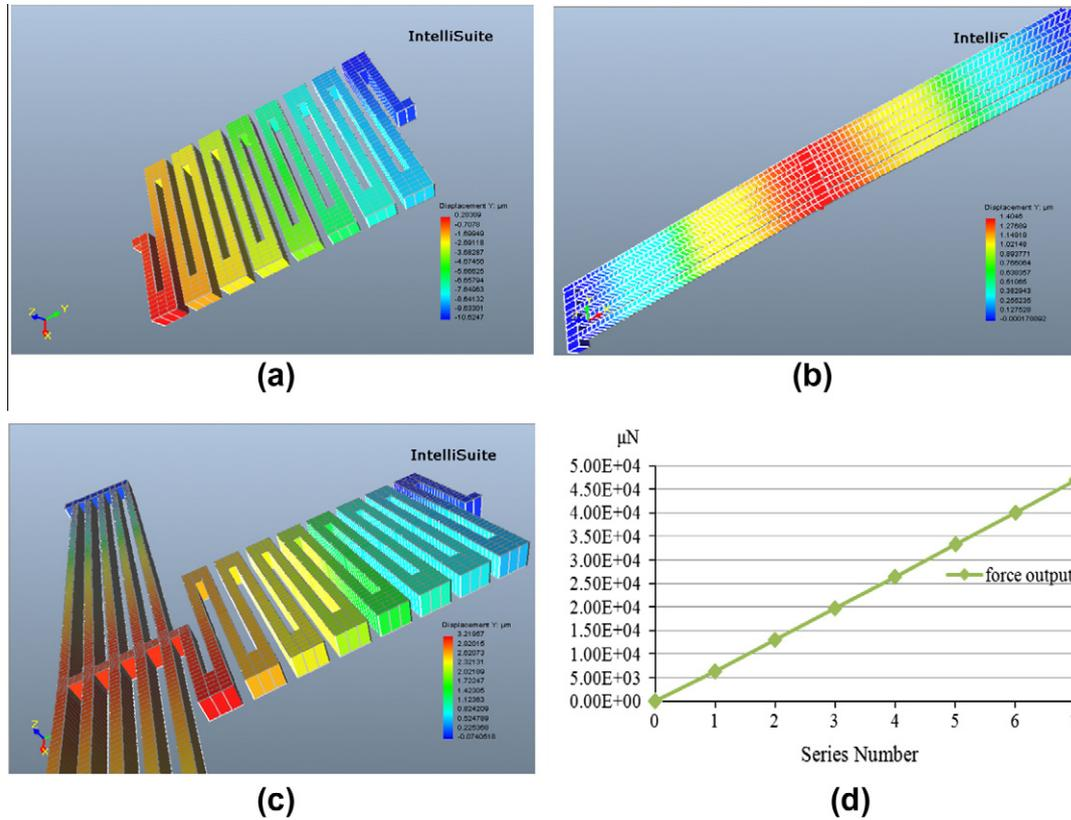 IntelliSuite
Displacement Y: µm
0.28389
-0.7078
-1.69949
-2.69118
-3.68287
-4.67456
-5.66625
-6.65794
-7.64963
-8.64132
-9.63301
-10.6247
Z
Y
X
(a)
Displacement Y: µm
1.4046
1.27689
1.14918
1.02148
0.893771
0.766064
0.638357
0.51065
0.382943
0.255235
0.127528
(b)
IntelliSuite
Displacement Y: µm
3.21967
2.92015
2.62073
2.32131
2.02189
1.72247
1.42305
1.12363
0.824209
0.524789
0.225368
-0.0740518
Z
X
(c)
µN
5.00E+04
4.50E+04
4.00E+04
3.50E+04
3.00E+04
2.50E+04
2.00E+04
1.50E+04
1.00E+04
5.00E+03
0.00E+00
0 1 2 3 4 5 6
force output
Series Number
(d)